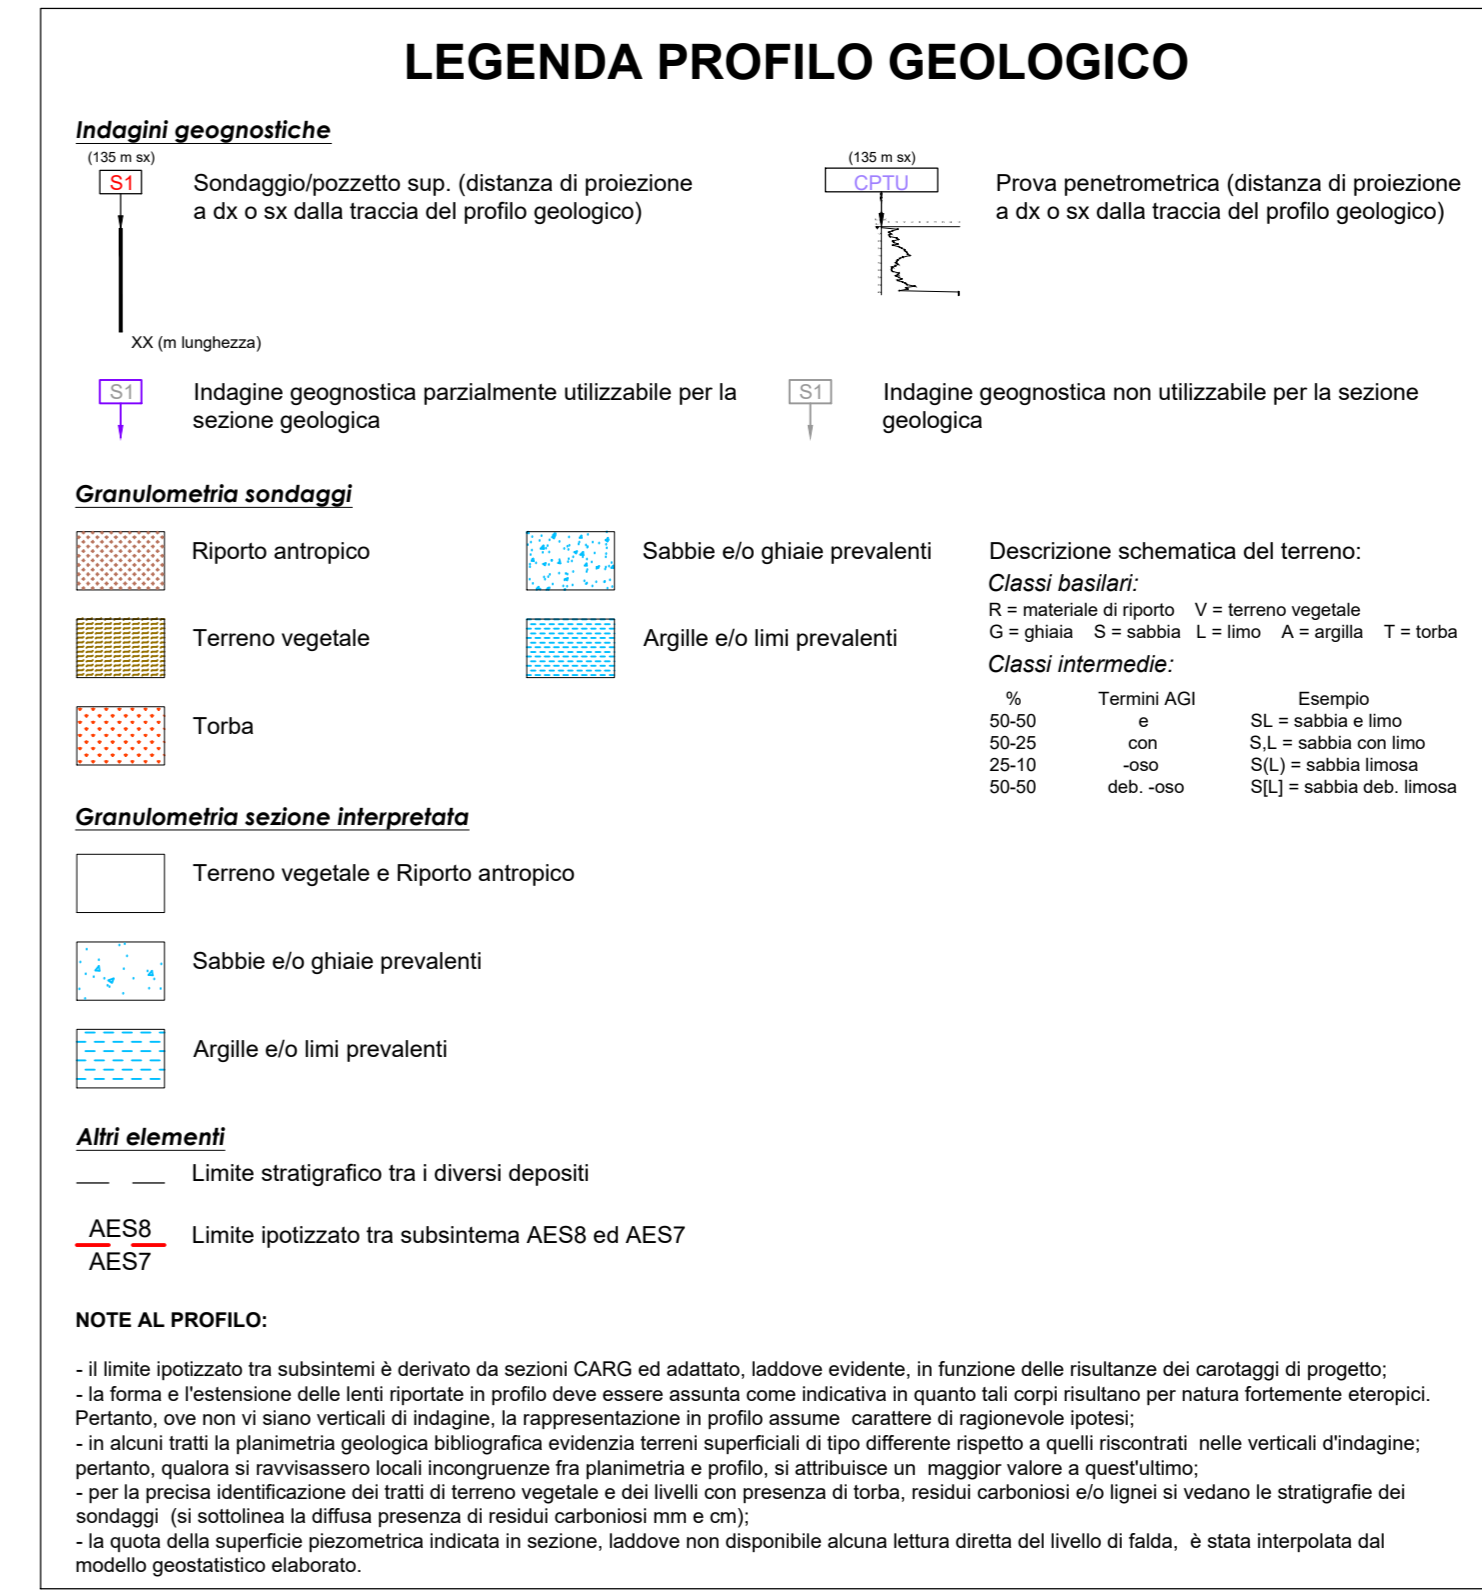 LEGENDA PROFILO GEOLOGICO
Indagini geognostiche
(135 m sx)
S1
Sondaggio/pozzetto sup. (distanza di proiezione
a dx o sx dalla traccia del profilo geologico)
XX (m lunghezza)
(135 m sx)
CPTU
Prova penetrometrica (distanza di proiezione
a dx o sx dalla traccia del profilo geologico)
S1
Indagine geognostica parzialmente utilizzabile per la
sezione geologica
S1
Indagine geognostica non utilizzabile per la sezione
geologica
Granulometria sondaggi
Riporto antropico
Terreno vegetale
Torba
Sabbie e/o ghiaie prevalenti
Argille e/o limi prevalenti
Descrizione schematica del terreno:
Classi basilari:
R = materiale di riporto V = terreno vegetale
G = ghiaia S = sabbia L = limo A = argilla T = torba
Classi intermedie:
% Termini AGI Esempio
50-50 e SL = sabbia e limo
50-25 con S,L = sabbia con limo
25-10 -oso S(L) = sabbia limosa
50-50 deb. -oso S[L] = sabbia deb. limosa
Granulometria sezione interpretata
Terreno vegetale e Riporto antropico
Sabbie e/o ghiaie prevalenti
Argille e/o limi prevalenti
Altri elementi
Limite stratigrafico tra i diversi depositi
AES8
AES7
Limite ipotizzato tra subsintema AES8 ed AES7
NOTE AL PROFILO:
- il limite ipotizzato tra subsintemi è derivato da sezioni CARG ed adattato, laddove evidente, in funzione delle risultanze dei carotaggi di progetto;
- la forma e l'estensione delle lenti riportate in profilo deve essere assunta come indicativa in quanto tali corpi risultano per natura fortemente eteropici.
Pertanto, ove non vi siano verticali di indagine, la rappresentazione in profilo assume carattere di ragionevole ipotesi;
- in alcuni tratti la planimetria geologica bibliografica evidenzia terreni superficiali di tipo differente rispetto a quelli riscontrati nelle verticali d'indagine;
pertanto, qualora si ravvisassero locali incongruenze fra planimetria e profilo, si attribuisce un maggior valore a quest'ultimo;
- per la precisa identificazione dei tratti di terreno vegetale e dei livelli con presenza di torba, residui carboniosi e/o lignei si vedano le stratigrafie dei
sondaggi (si sottolinea la diffusa presenza di residui carboniosi mm e cm);
- la quota della superficie piezometrica indicata in sezione, laddove non disponibile alcuna lettura diretta del livello di falda, è stata interpolata dal
modello geostatistico elaborato.